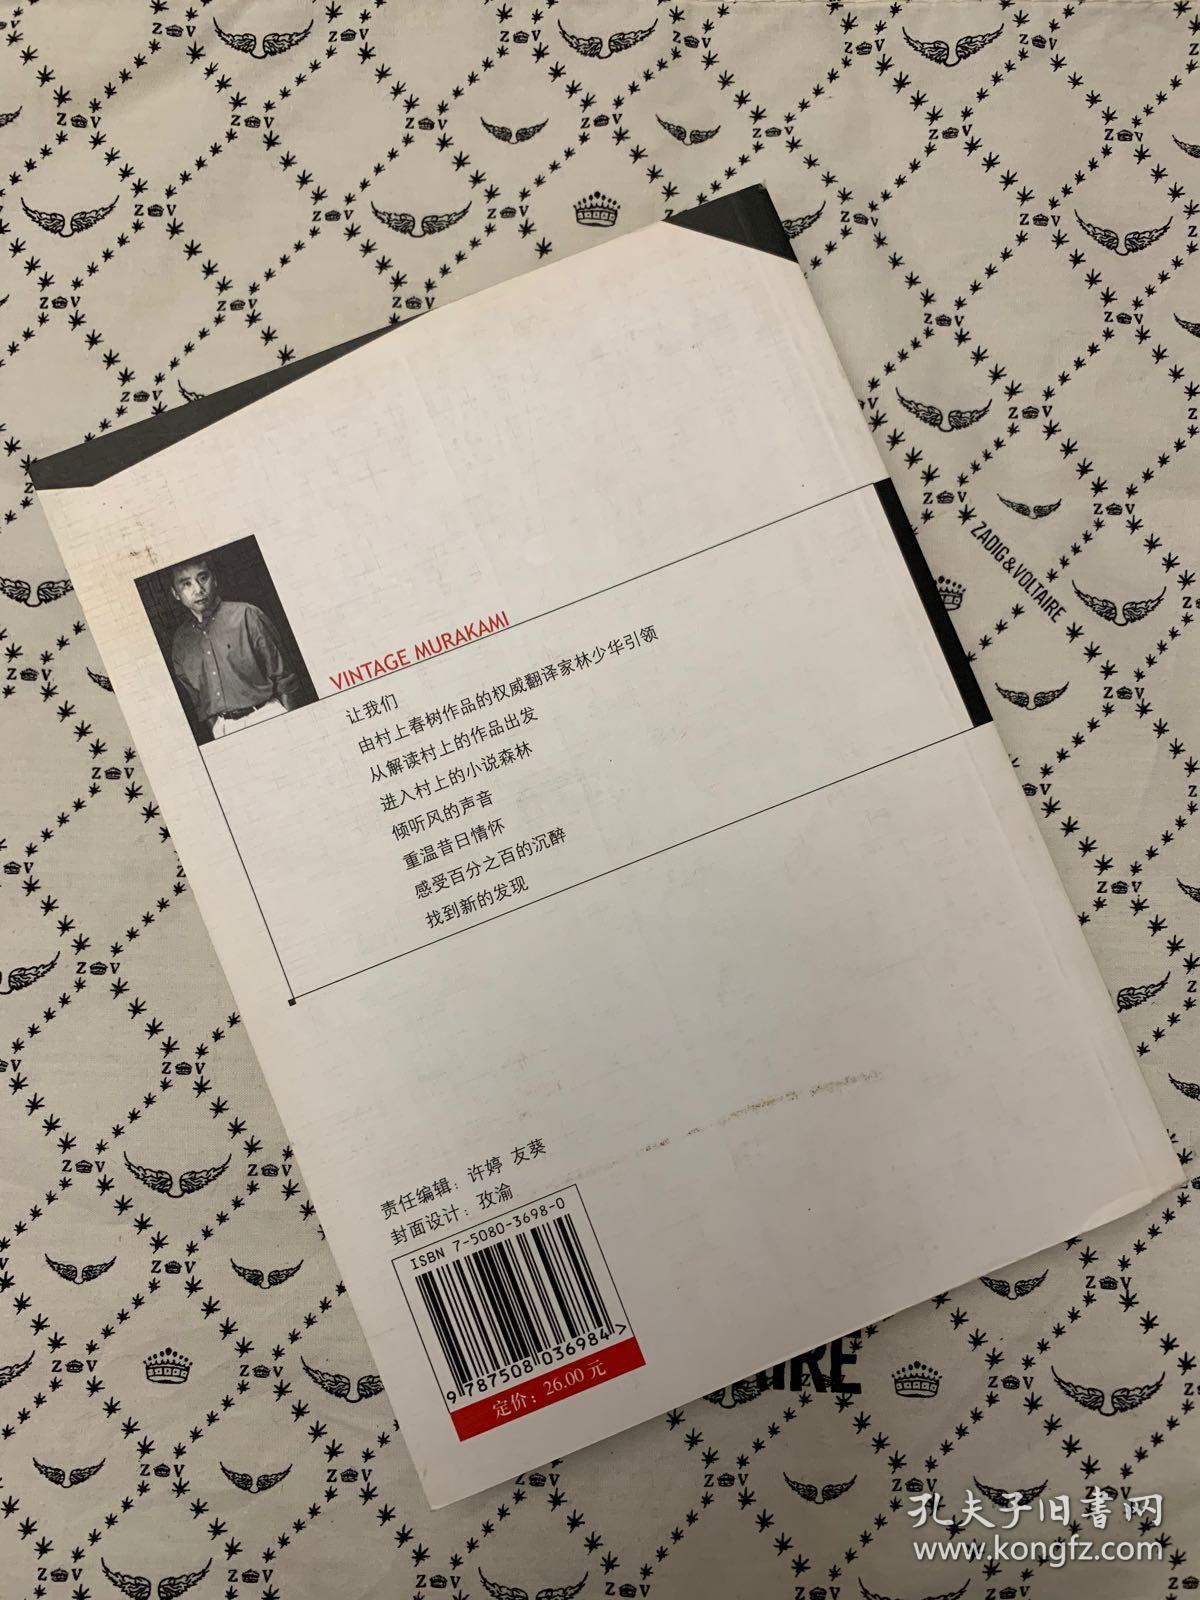 VINTAGE MURAKAMI
让我们
由村上春树作品的权威翻译家林少华引领
从解读村上的作品出发
进入村上的小说森林
倾听风的声音
重温昔日情怀
感受百分之百的沉醉
找到新的发现
责任编辑：许婷 友葵
封面设计：孜渝
ISBN 7-5080-3698-0
9 787508 036984 >
定价：26.00 元
ZADIG&VOLTAIRE
Z V
AIRE
孔夫子旧書网
www.kongfz.com